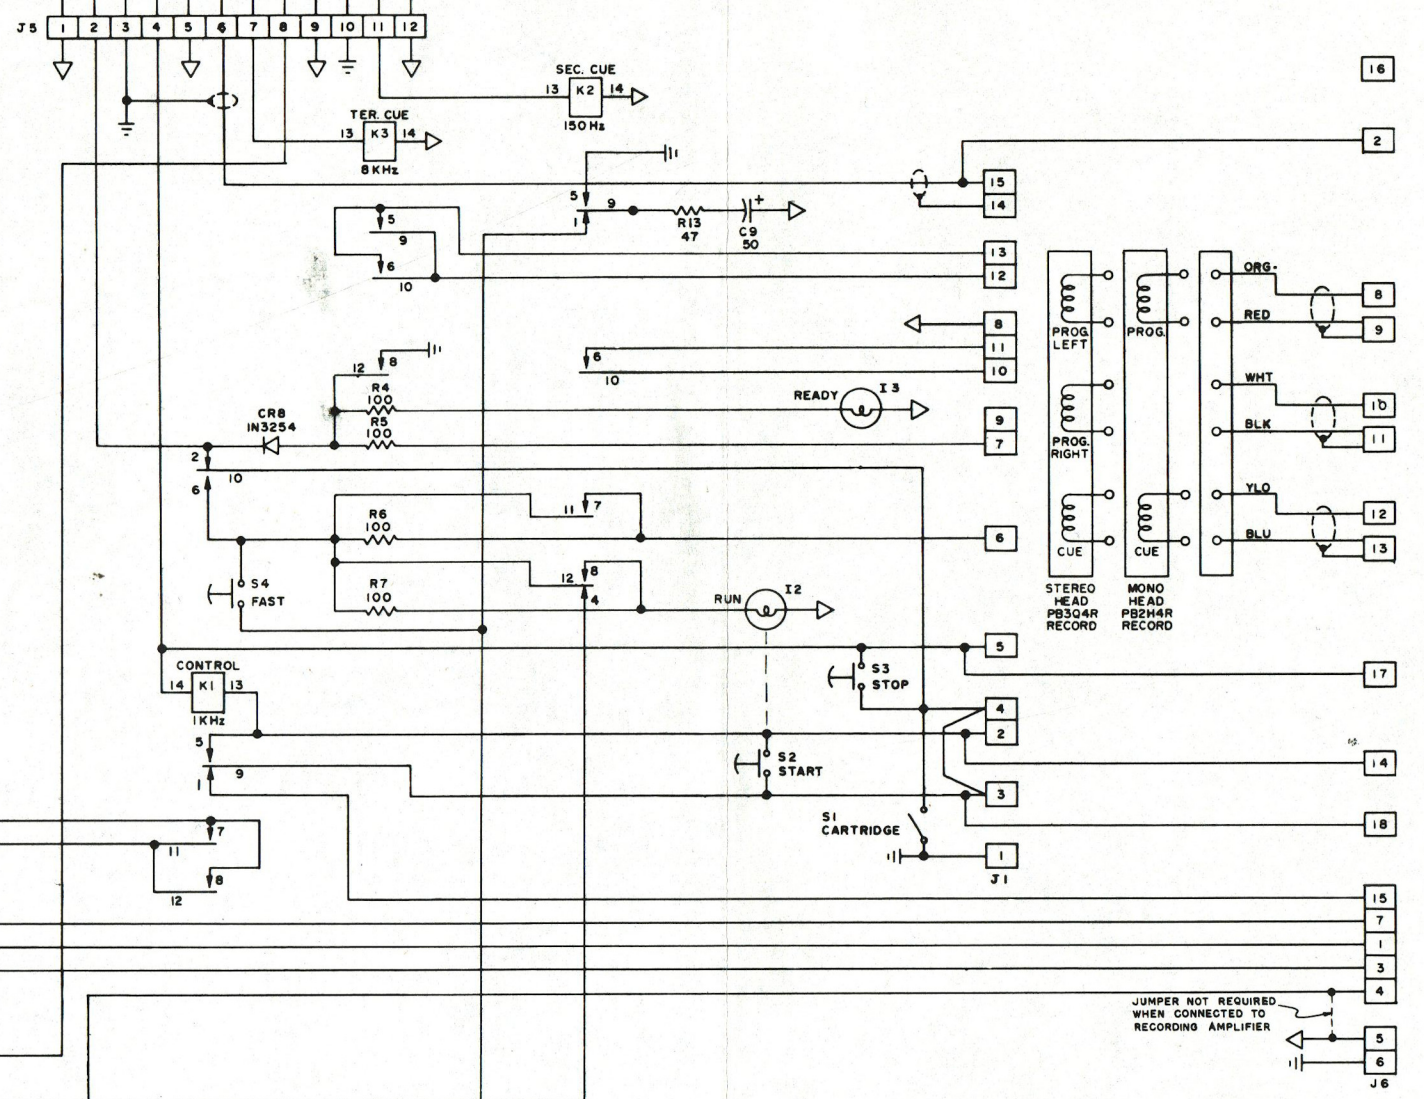 J5 1 2 3 4 5 6 7 8 9 10 11 12
16
SEC. CUE
13 K2 14
150 Hz
TER. CUE
13 K3 14
8 KHz
2
15
14
5
9
1
R13
47
+
C9
50
5
9
6
10
13
12
ORG.
8
RED
9
PROG.
LEFT
PROG.
8
11
10
6
10
8
12
R4
100
R5
100
READY
I3
CR8
IN3254
9
7
WHT
10
BLK
11
PROG.
RIGHT
2
10
6
11
7
R6
100
6
YLO
12
BLU
13
CUE
CUE
S4
FAST
12
8
4
R7
100
RUN
I2
STEREO
HEAD
PB3Q4R
RECORD
MONO
HEAD
PB2H4R
RECORD
5
CONTROL
14 K1 13
1KHz
S3
STOP
17
4
2
5
9
1
S2
START
14
3
S1
CARTRIDGE
18
1
J1
7
11
8
12
15
7
1
3
4
JUMPER NOT REQUIRED
WHEN CONNECTED TO
RECORDING AMPLIFIER
5
6
J6